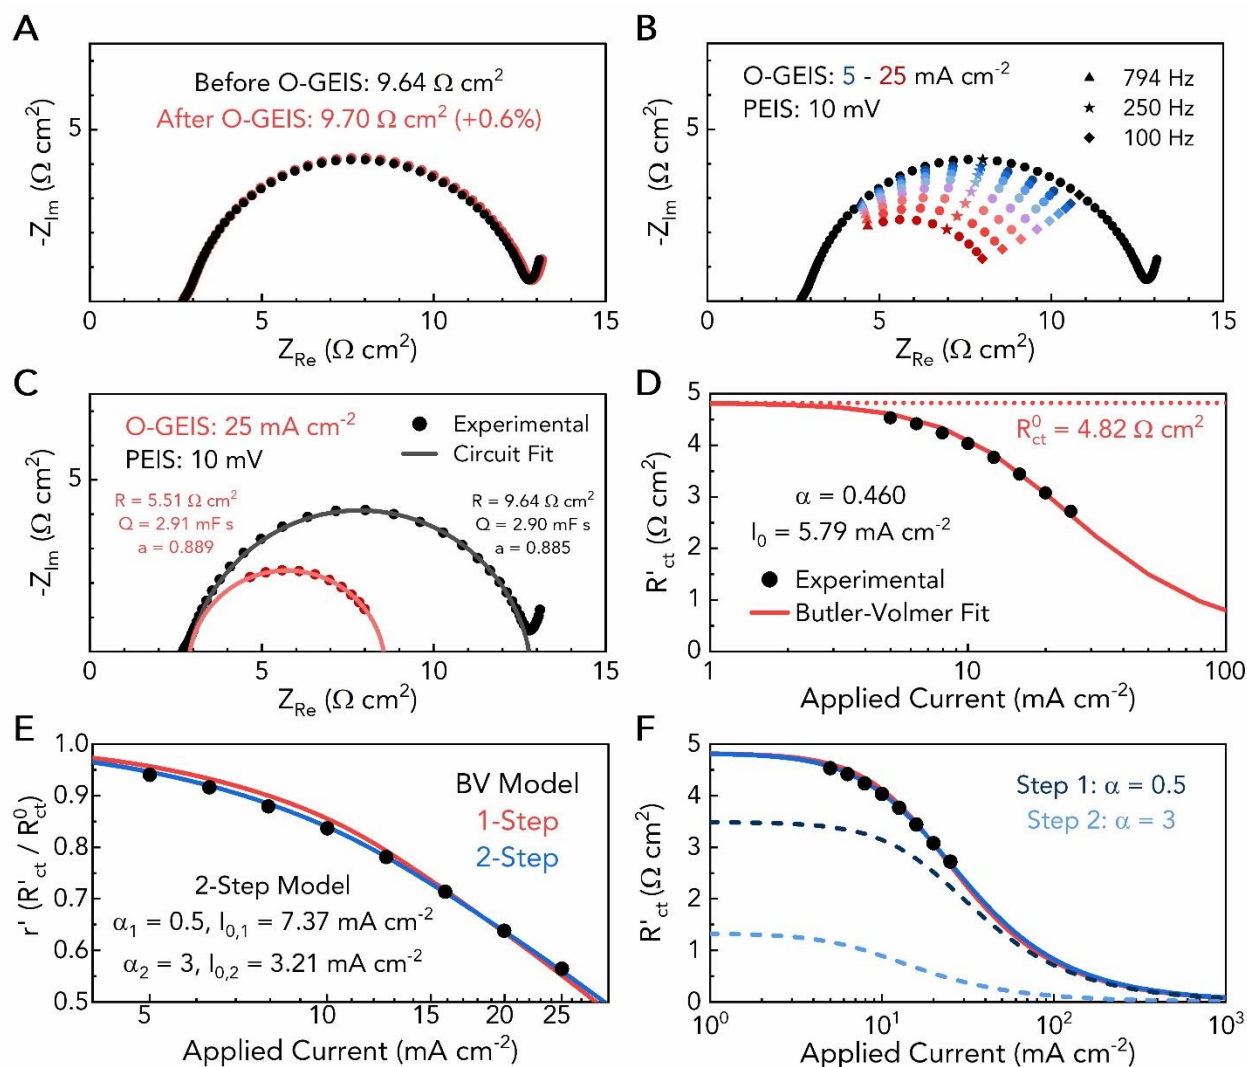 A
Before O-GEIS: 9.64 Ω cm²
After O-GEIS: 9.70 Ω cm² (+0.6%)
5
-Z_Im (Ω cm²)
0 5 10 15
Z_Re (Ω cm²)
B
O-GEIS: 5 - 25 mA cm⁻²
PEIS: 10 mV
▲ 794 Hz
★ 250 Hz
◆ 100 Hz
5
-Z_Im (Ω cm²)
0 5 10 15
Z_Re (Ω cm²)
C
O-GEIS: 25 mA cm⁻²
PEIS: 10 mV
Experimental
Circuit Fit
R = 5.51 Ω cm²
Q = 2.91 mF s
a = 0.889
R = 9.64 Ω cm²
Q = 2.90 mF s
a = 0.885
5
-Z_Im (Ω cm²)
0 5 10 15
Z_Re (Ω cm²)
D
5
4
3
2
1
0
R'_ct (Ω cm²)
R⁰_ct = 4.82 Ω cm²
α = 0.460
I₀ = 5.79 mA cm⁻²
Experimental
Butler-Volmer Fit
1 10 100
Applied Current (mA cm⁻²)
E
1.0
0.9
0.8
0.7
0.6
0.5
r' (R'_ct / R⁰_ct)
BV Model
1-Step
2-Step
2-Step Model
α₁ = 0.5, I₀,₁ = 7.37 mA cm⁻²
α₂ = 3, I₀,₂ = 3.21 mA cm⁻²
5 10 15 20 25
Applied Current (mA cm⁻²)
F
5
4
3
2
1
0
R'_ct (Ω cm²)
Step 1: α = 0.5
Step 2: α = 3
10⁰ 10¹ 10² 10³
Applied Current (mA cm⁻²)